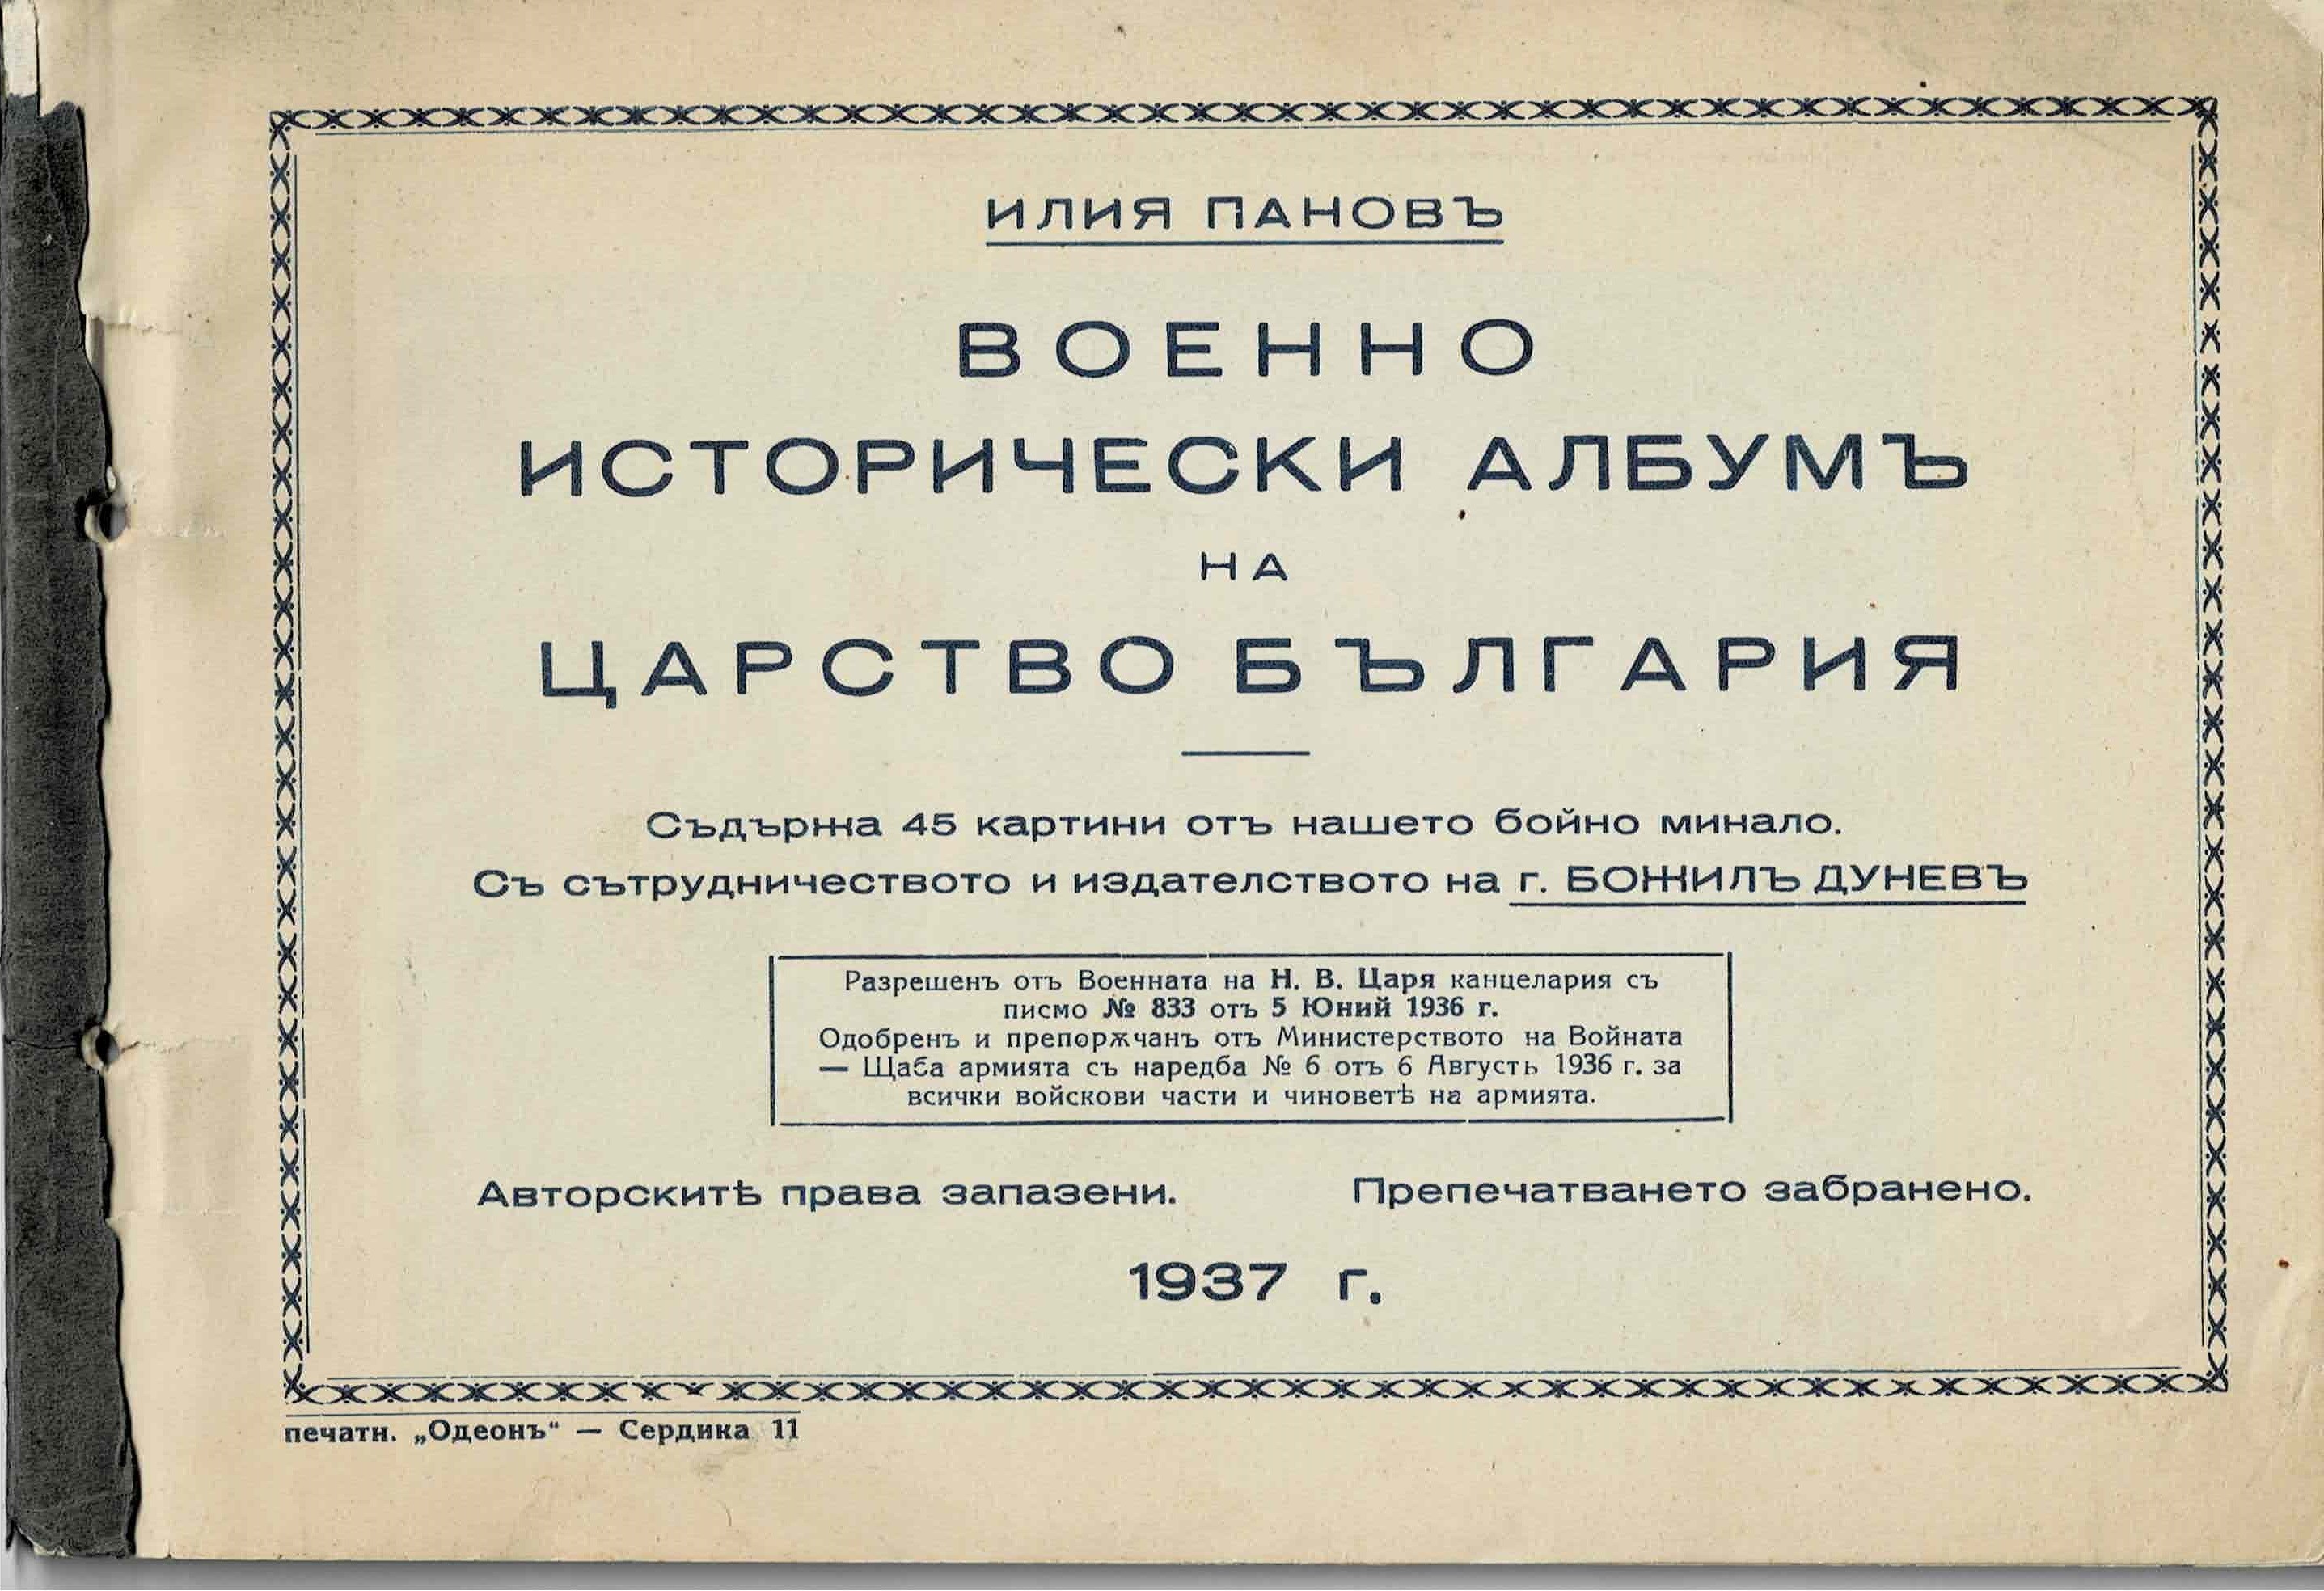 ИЛИЯ ПАНОВЪ
ВОЕННО
ИСТОРИЧЕСКИ АЛБУМЪ
НА
ЦАРСТВО БЪЛГАРИЯ
Съдържа 45 картини отъ нашето бойно минало.
Съ сътрудничеството и издателството на г. БОЖИЛЪ ДУНЕВЪ
Разрешенъ отъ Военната на Н. В. Царя канцелария съ
писмо № 833 отъ 5 Юний 1936 г.
Одобренъ и препорѫчанъ отъ Министерството на Войната
— Щаба армията съ наредба № 6 отъ 6 Августъ 1936 г. за
всички войскови части и чиноветѣ на армията.
Авторскитѣ права запазени. Препечатването забранено.
1937 г.
печатн. „Одеонъ“ — Сердика 11